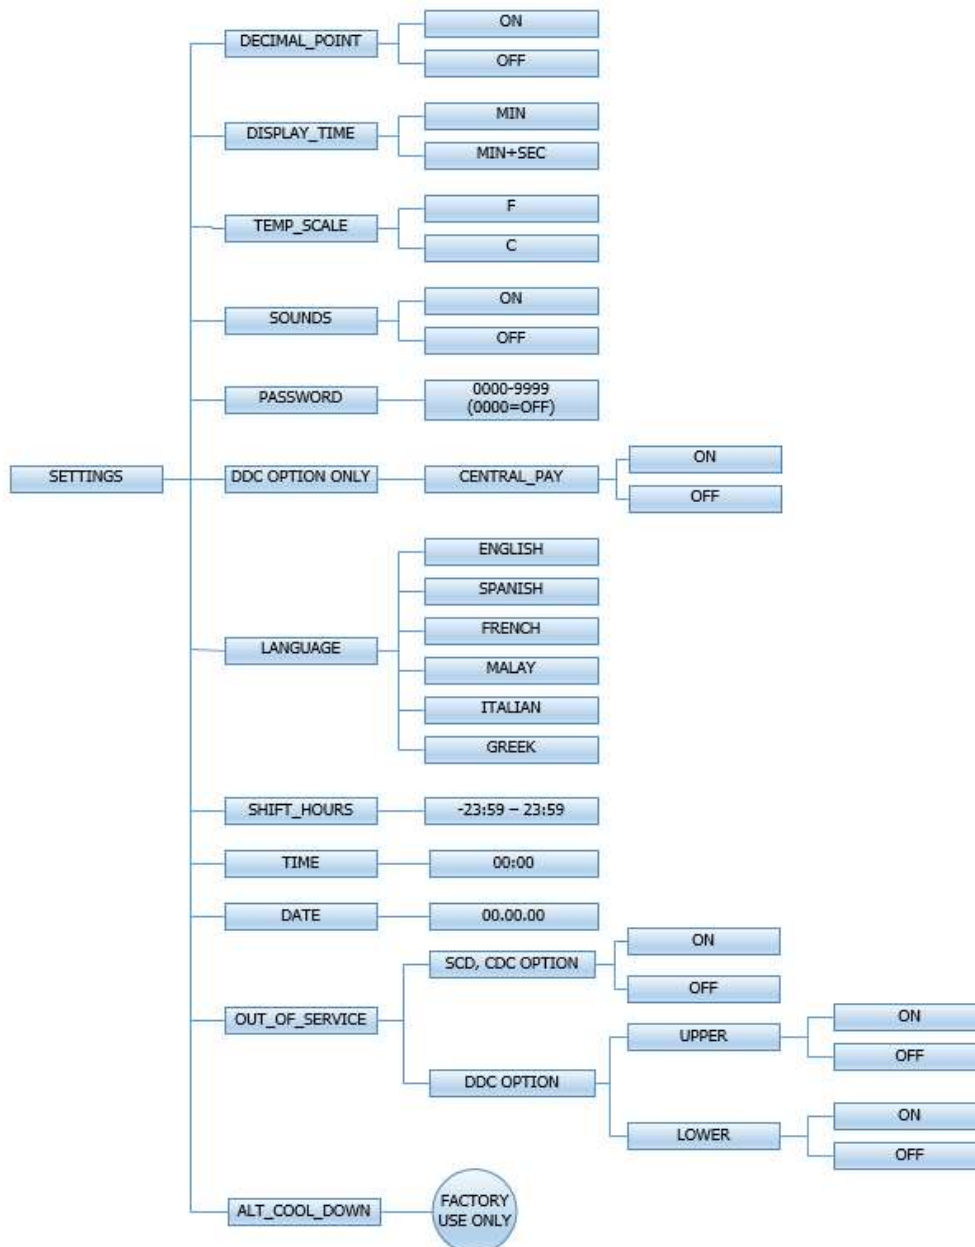 SETTINGS
DECIMAL_POINT
ON
OFF
DISPLAY_TIME
MIN
MIN+SEC
TEMP_SCALE
F
C
SOUNDS
ON
OFF
PASSWORD
0000-9999
(0000=OFF)
DDC OPTION ONLY
CENTRAL_PAY
ON
OFF
LANGUAGE
ENGLISH
SPANISH
FRENCH
MALAY
ITALIAN
GREEK
SHIFT_HOURS
-23:59 – 23:59
TIME
00:00
DATE
00.00.00
OUT_OF_SERVICE
SCD, CDC OPTION
ON
OFF
DDC OPTION
UPPER
ON
OFF
LOWER
ON
OFF
ALT_COOL_DOWN
FACTORY
USE ONLY